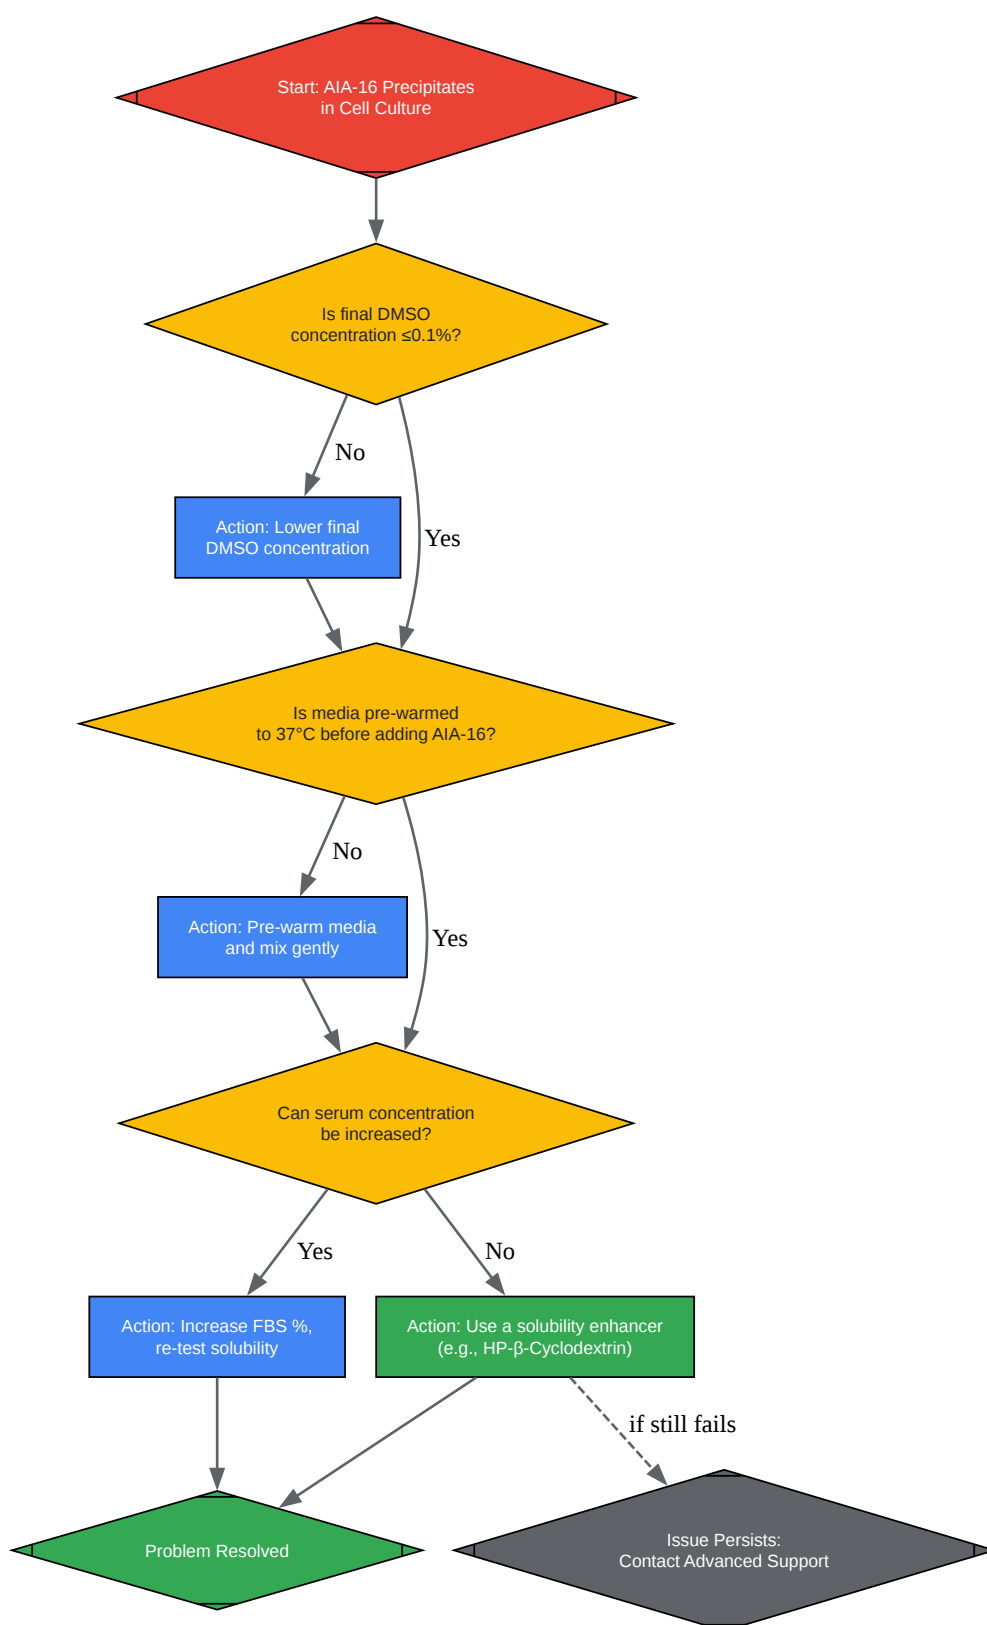 Start: AIA-16 Precipitates
in Cell Culture
Is final DMSO
concentration ≤0.1%?
No
Yes
Action: Lower final
DMSO concentration
Is media pre-warmed
to 37°C before adding AIA-16?
No
Yes
Action: Pre-warm media
and mix gently
Can serum concentration
be increased?
Yes
No
Action: Increase FBS %,
re-test solubility
Action: Use a solubility enhancer
(e.g., HP-β-Cyclodextrin)
if still fails
Problem Resolved
Issue Persists:
Contact Advanced Support